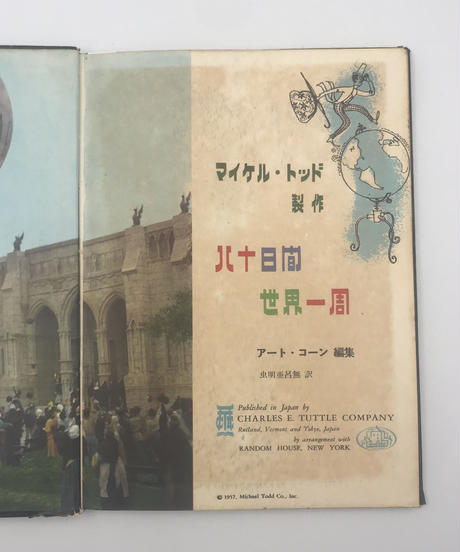 マイケル・トッド
製作
八十日間
世界一周
アート・コーン 編集
虫明亜呂無 訳
Published in Japan by
CHARLES E. TUTTLE COMPANY
Rutland, Vermont and Tokyo, Japan
by arrangement with
RANDOM HOUSE, NEW YORK
© 1957, Michael Todd Co., Inc.